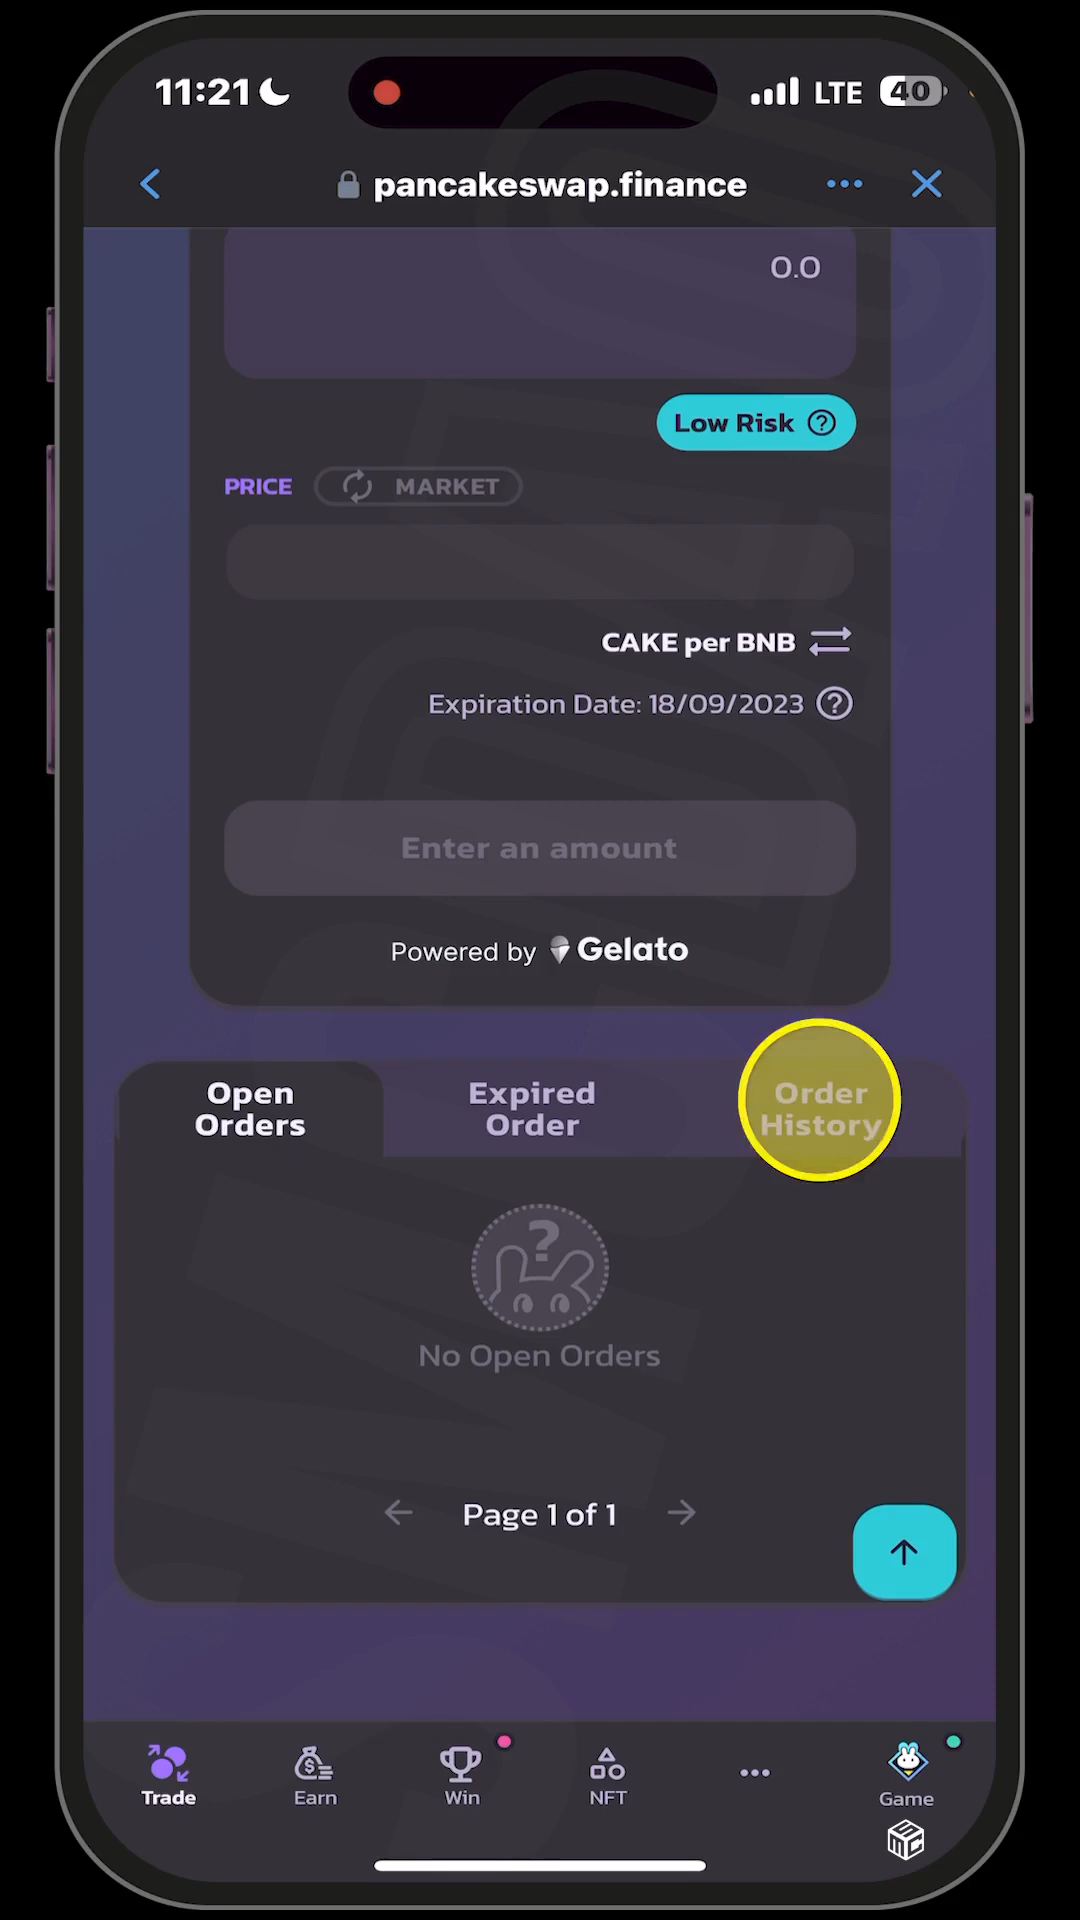 11:21
LTE
40
pancakeswap.finance
0.0
Low Risk ?
PRICE
MARKET
CAKE per BNB
Expiration Date: 18/09/2023 ?
Enter an amount
Powered by Gelato
Open
Orders
Expired
Order
Order
History
?
No Open Orders
Page 1 of 1
Trade
Earn
Win
NFT
Game
SMC